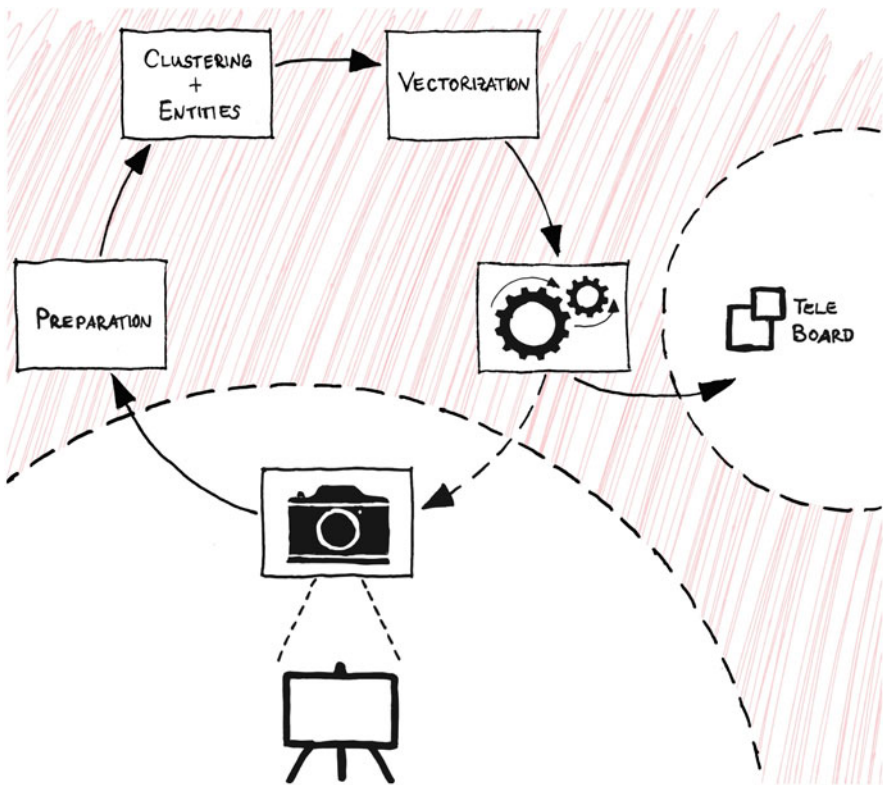 CLUSTERING
+
ENTITIES
VECTORIZATION
PREPARATION
TELE
BOARD